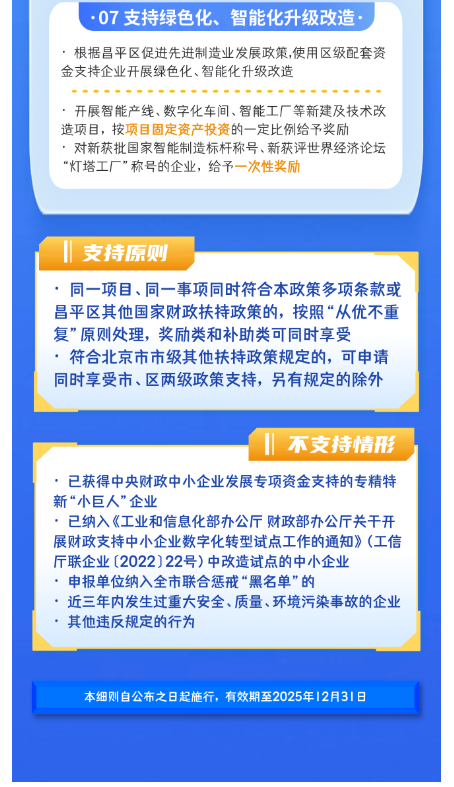 ·07 支持绿色化、智能化升级改造·
· 根据昌平区促进先进制造业发展政策,使用区级配套资
金支持企业开展绿色化、智能化升级改造
· 开展智能产线、数字化车间、智能工厂等新建及技术改
造项目，按项目固定资产投资的一定比例给予奖励
· 对新获批国家智能制造标杆称号、新获评世界经济论坛
“灯塔工厂”称号的企业，给予一次性奖励
支持原则
· 同一项目、同一事项同时符合本政策多项条款或
昌平区其他国家财政扶持政策的，按照“从优不重
复”原则处理，奖励类和补助类可同时享受
· 符合北京市市级其他扶持政策规定的，可申请
同时享受市、区两级政策支持，另有规定的除外
不支持情形
· 已获得中央财政中小企业发展专项资金支持的专精特
新“小巨人”企业
· 已纳入《工业和信息化部办公厅 财政部办公厅关于开
展财政支持中小企业数字化转型试点工作的通知》（工信
厅联企业〔2022〕22号）中改造试点的中小企业
· 申报单位纳入全市联合惩戒“黑名单”的
· 近三年内发生过重大安全、质量、环境污染事故的企业
· 其他违反规定的行为
本细则自公布之日起施行，有效期至2025年12月31日